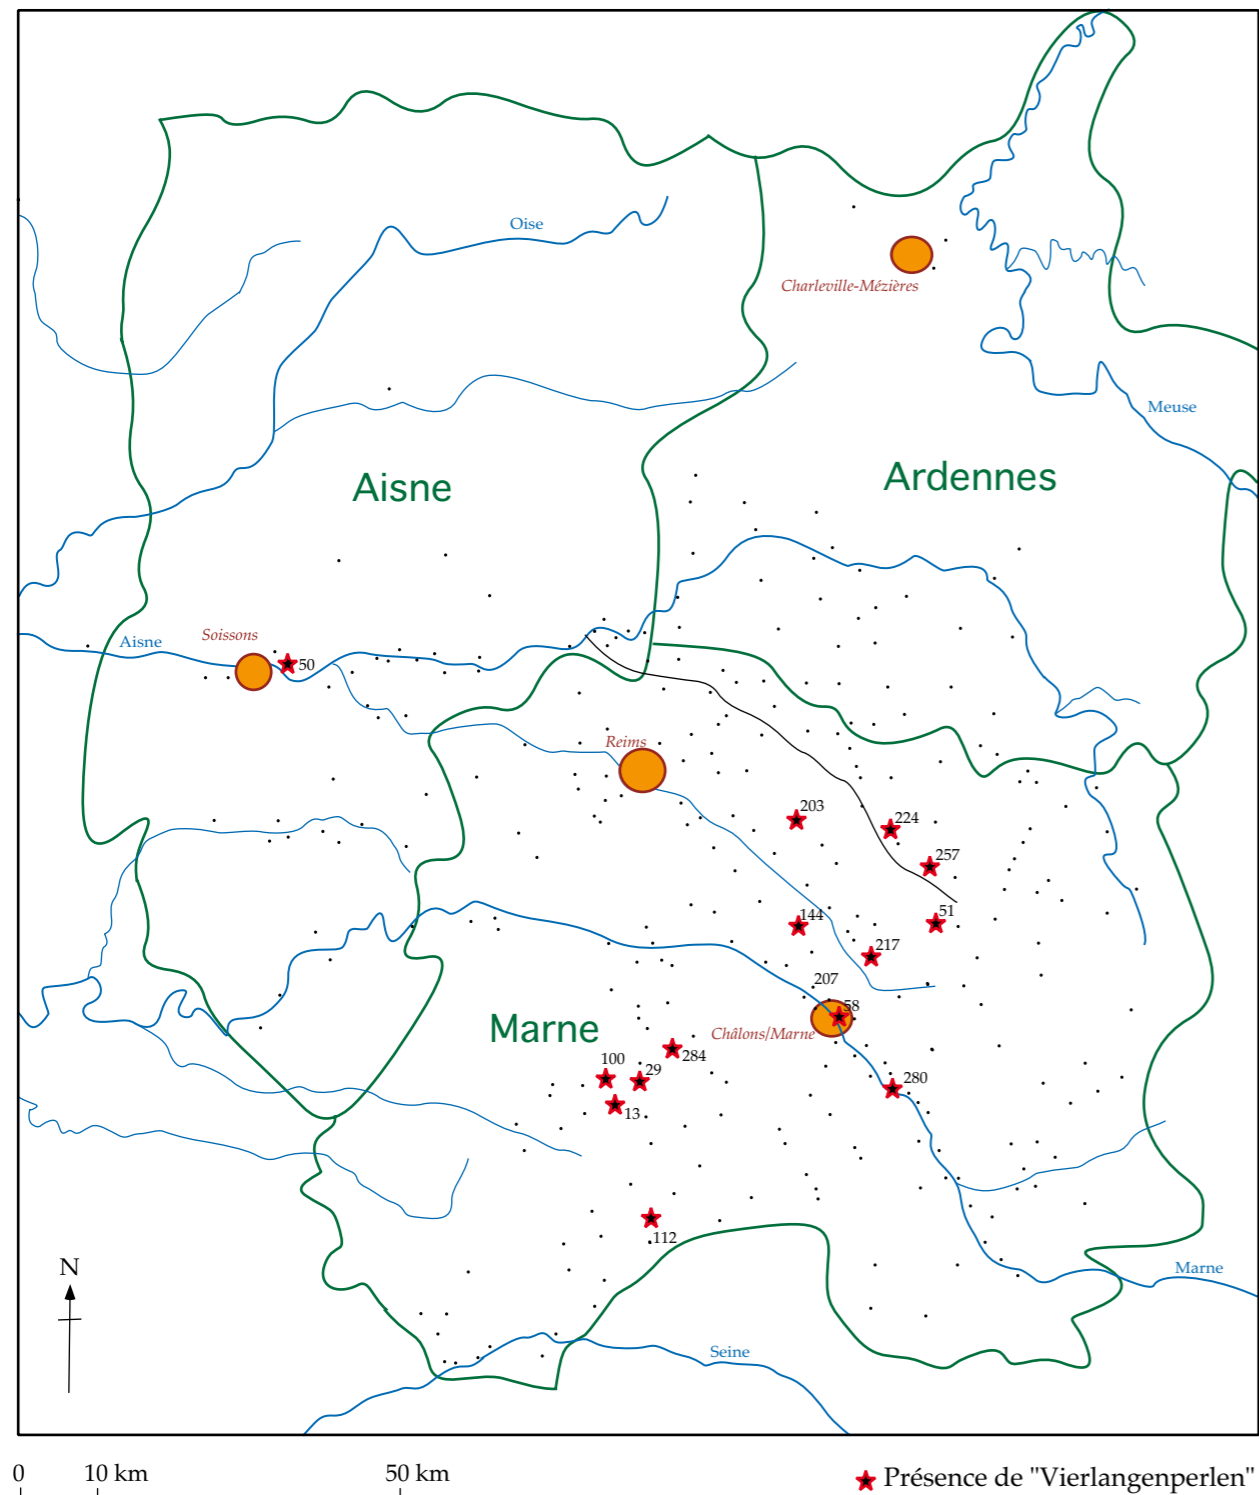 Oise
Charleville-Mézières
Meuse
Aisne
Ardennes
Aisne
Soissons
50
Reims
203
224
257
144
51
217
207
58
Marne
Châlons/Marne
284
100
29
280
13
112
N
Marne
Seine
0 10 km 50 km
Présence de "Vierlangenperlen"